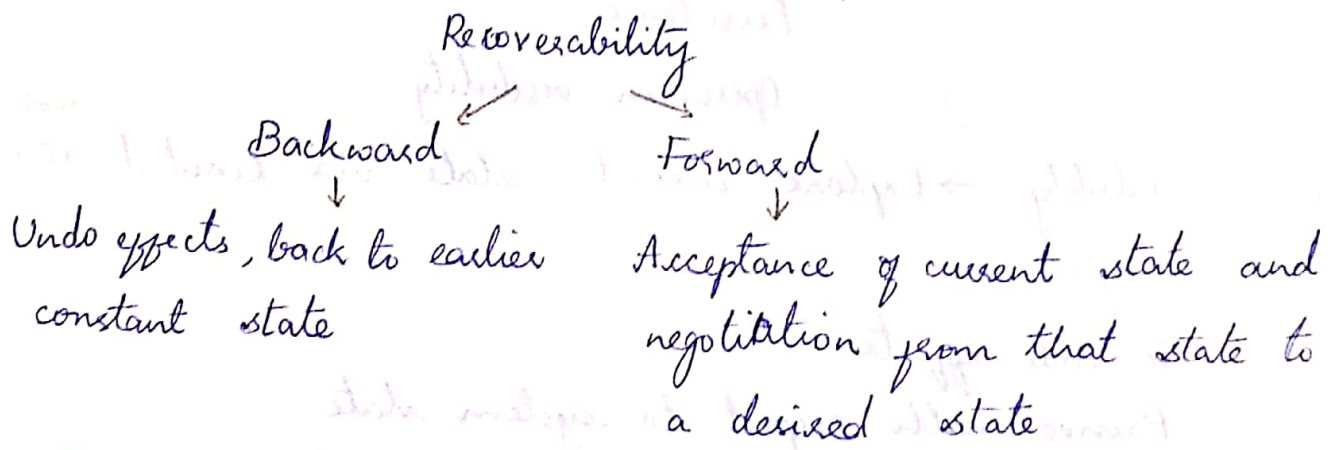 Recoverability
Backward Forward
Undo effects, back to earlier
constant state
Acceptance of current state and
negotiation from that state to
a desired state